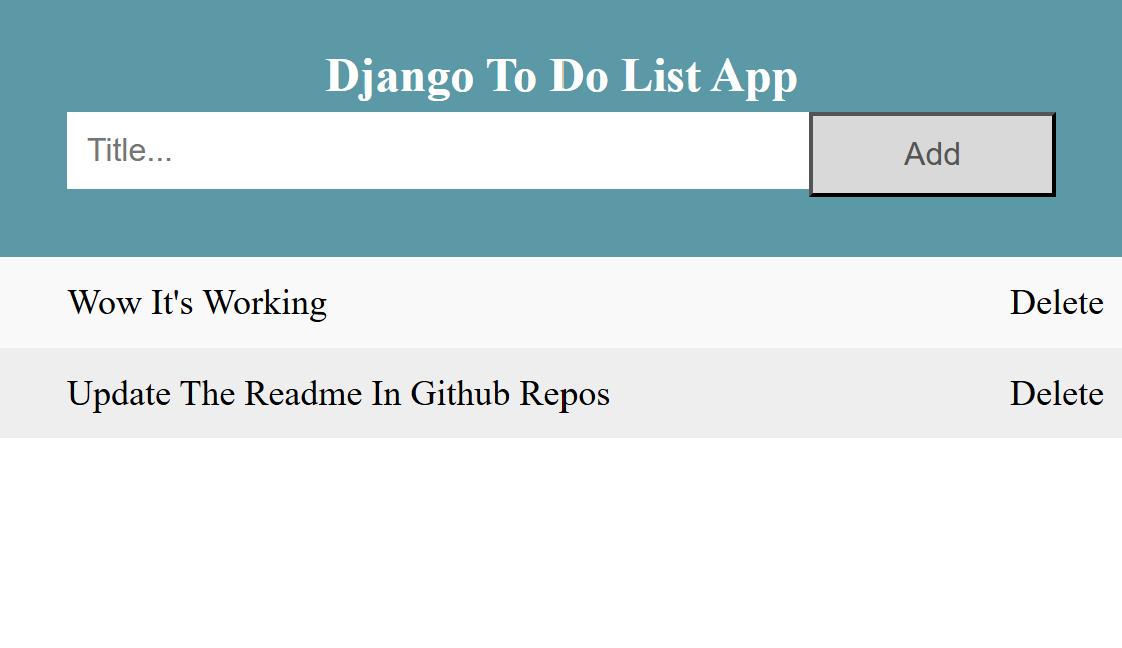 Django To Do List App
Title...
Add
Wow It's Working
Delete
Update The Readme In Github Repos
Delete